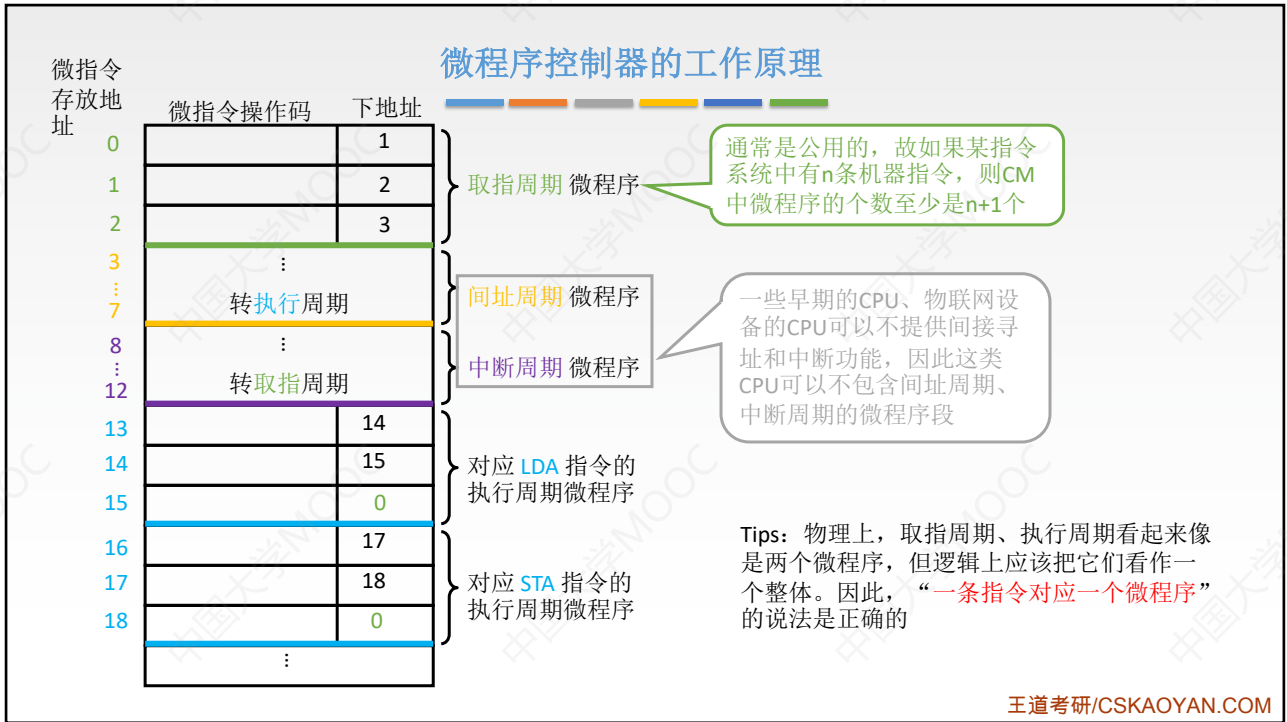 微程序控制器的工作原理
微指令
存放地
址
微指令操作码 下地址
0 1
1 2
2 3
取指周期 微程序
通常是公用的，故如果某指令
系统中有n条机器指令，则CM
中微程序的个数至少是n+1个
3
⋮
7
⋮
转执行周期
间址周期 微程序
8
⋮
12
⋮
转取指周期
中断周期 微程序
一些早期的CPU、物联网设
备的CPU可以不提供间接寻
址和中断功能，因此这类
CPU可以不包含间址周期、
中断周期的微程序段
13 14
14 15
15 0
对应 LDA 指令的
执行周期微程序
16 17
17 18
18 0
对应 STA 指令的
执行周期微程序
⋮
Tips：物理上，取指周期、执行周期看起来像
是两个微程序，但逻辑上应该把它们看作一
个整体。因此，“一条指令对应一个微程序”
的说法是正确的
王道考研/CSKAOYAN.COM
中国大学MOOC